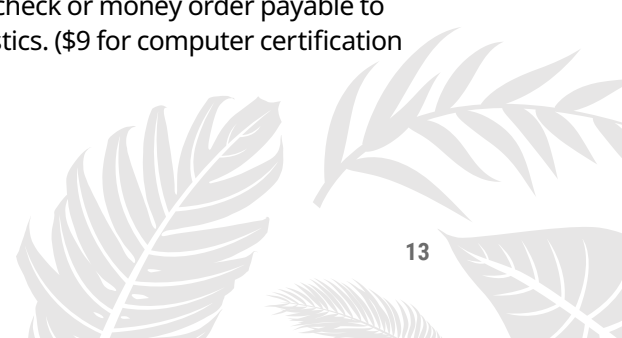 check or money order payable to
stics. ($9 for computer certification
13